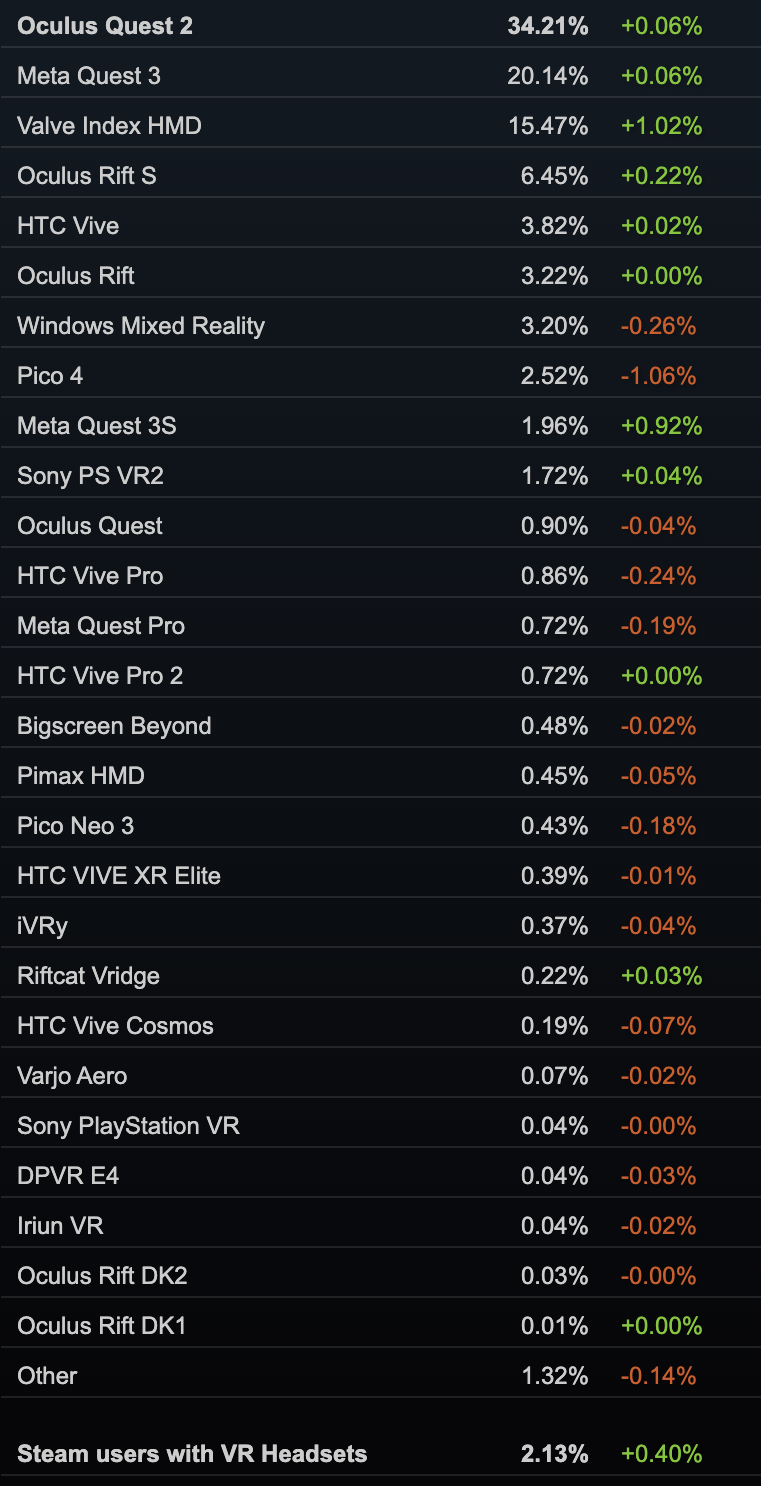 Oculus Quest 2 34.21% +0.06%
Meta Quest 3 20.14% +0.06%
Valve Index HMD 15.47% +1.02%
Oculus Rift S 6.45% +0.22%
HTC Vive 3.82% +0.02%
Oculus Rift 3.22% +0.00%
Windows Mixed Reality 3.20% -0.26%
Pico 4 2.52% -1.06%
Meta Quest 3S 1.96% +0.92%
Sony PS VR2 1.72% +0.04%
Oculus Quest 0.90% -0.04%
HTC Vive Pro 0.86% -0.24%
Meta Quest Pro 0.72% -0.19%
HTC Vive Pro 2 0.72% +0.00%
Bigscreen Beyond 0.48% -0.02%
Pimax HMD 0.45% -0.05%
Pico Neo 3 0.43% -0.18%
HTC VIVE XR Elite 0.39% -0.01%
iVRy 0.37% -0.04%
Riftcat Vridge 0.22% +0.03%
HTC Vive Cosmos 0.19% -0.07%
Varjo Aero 0.07% -0.02%
Sony PlayStation VR 0.04% -0.00%
DPVR E4 0.04% -0.03%
Iriun VR 0.04% -0.02%
Oculus Rift DK2 0.03% -0.00%
Oculus Rift DK1 0.01% +0.00%
Other 1.32% -0.14%
Steam users with VR Headsets 2.13% +0.40%